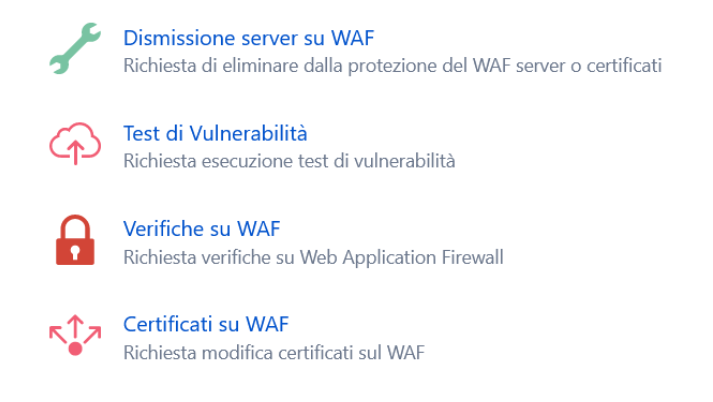 Dismissione server su WAF
Richiesta di eliminare dalla protezione del WAF server o certificati
Test di Vulnerabilità
Richiesta esecuzione test di vulnerabilità
Verifiche su WAF
Richiesta verifiche su Web Application Firewall
Certificati su WAF
Richiesta modifica certificati sul WAF